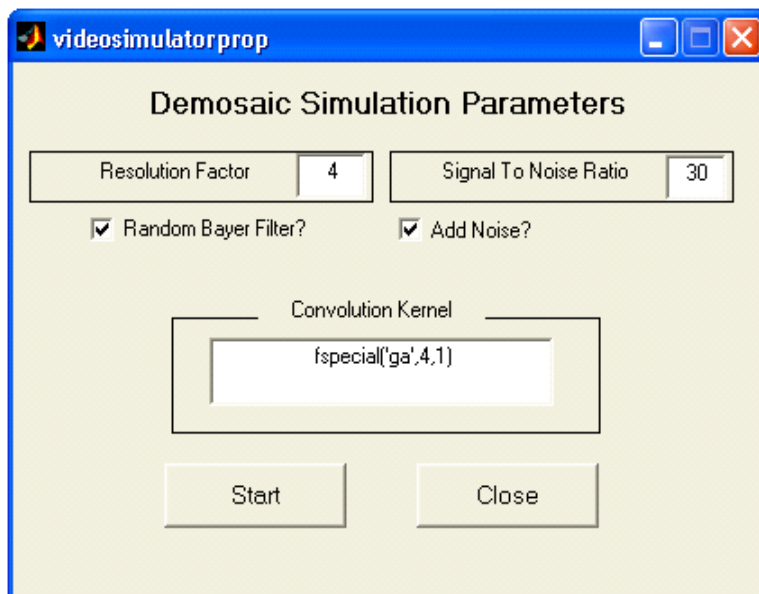 videosimulatorprop
Demosaic Simulation Parameters
Resolution Factor 4 Signal To Noise Ratio 30
Random Bayer Filter? Add Noise?
Convolution Kernel
fspecial('ga',4,1)
Start Close